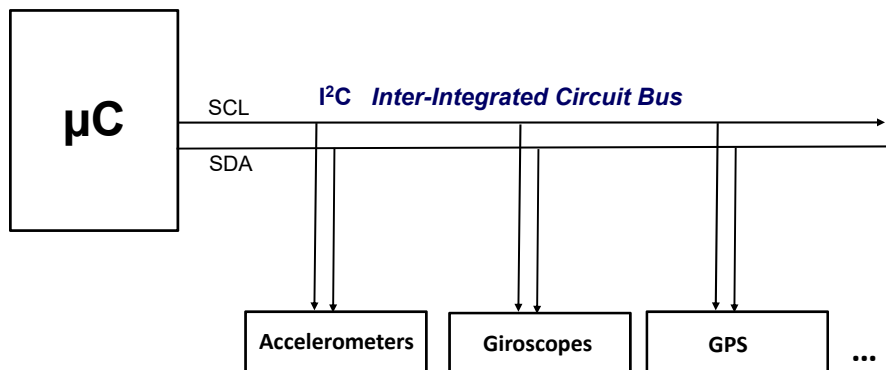 µC
SCL
I²C Inter-Integrated Circuit Bus
SDA
Accelerometers
Giroscopes
GPS
...